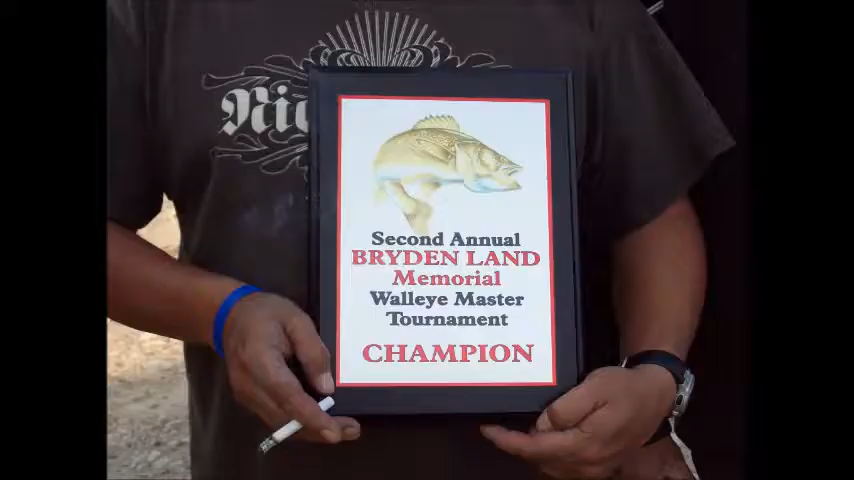 Second Annual
BRYDEN LAND
Memorial
Walleye Master
Tournament
CHAMPION